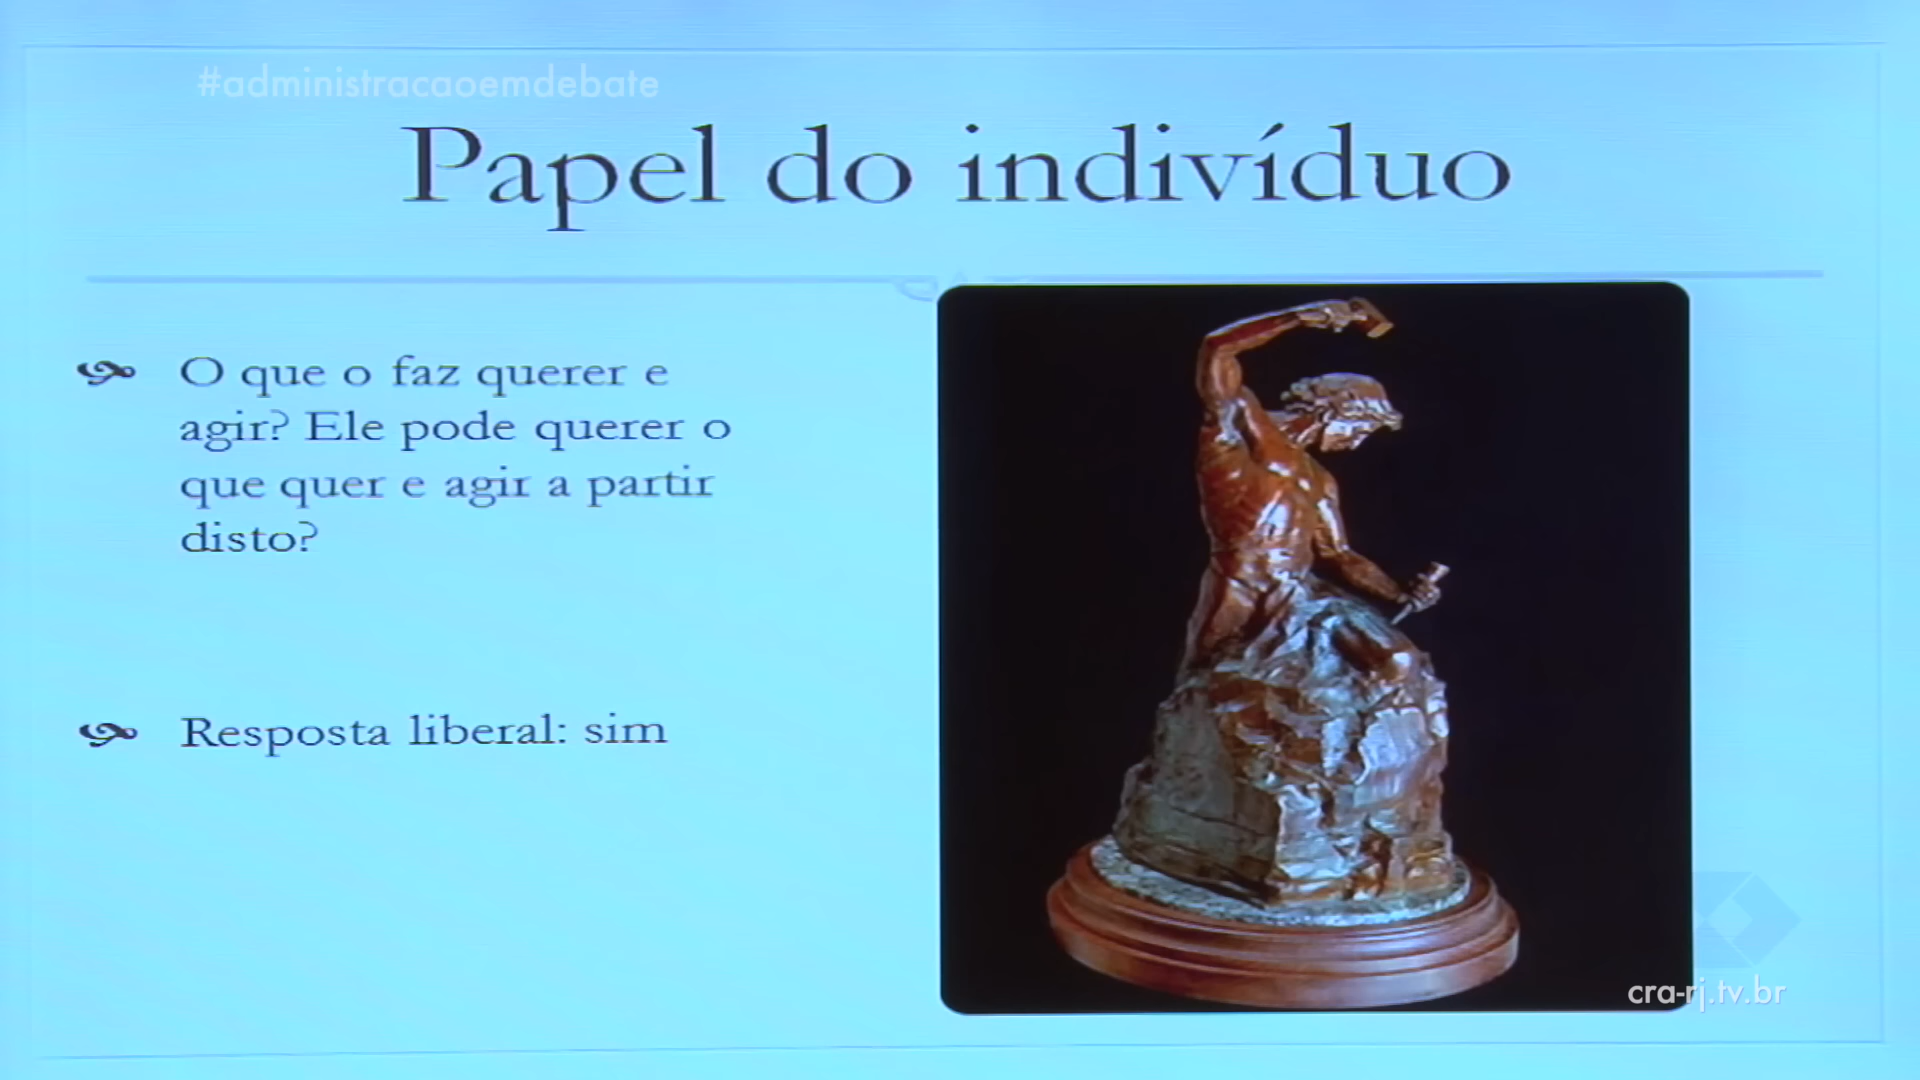 #administracaoemdebate
Papel do indivíduo
O que o faz querer e
agir? Ele pode querer o
que quer e agir a partir
disto?
Resposta liberal: sim
cra-rj.tv.br